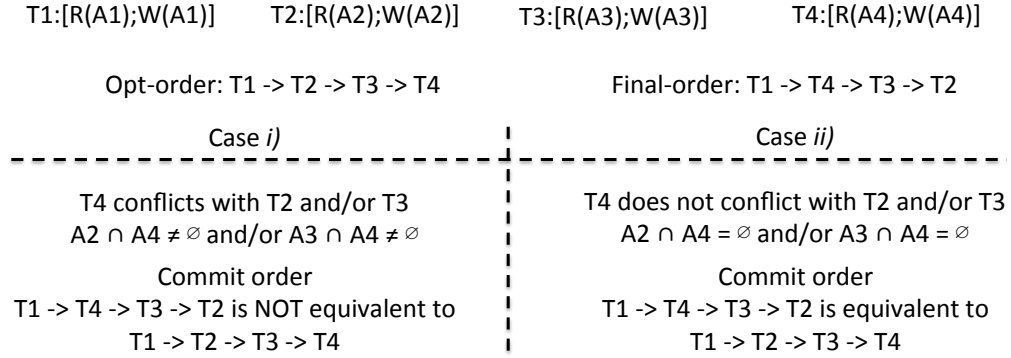 T1:[R(A1);W(A1)] T2:[R(A2);W(A2)] T3:[R(A3);W(A3)] T4:[R(A4);W(A4)]
Opt-order: T1 -> T2 -> T3 -> T4 Final-order: T1 -> T4 -> T3 -> T2
Case i)
T4 conflicts with T2 and/or T3
A2 ∩ A4 ≠ ∅ and/or A3 ∩ A4 ≠ ∅
Commit order
T1 -> T4 -> T3 -> T2 is NOT equivalent to
T1 -> T2 -> T3 -> T4
Case ii)
T4 does not conflict with T2 and/or T3
A2 ∩ A4 = ∅ and/or A3 ∩ A4 = ∅
Commit order
T1 -> T4 -> T3 -> T2 is equivalent to
T1 -> T2 -> T3 -> T4